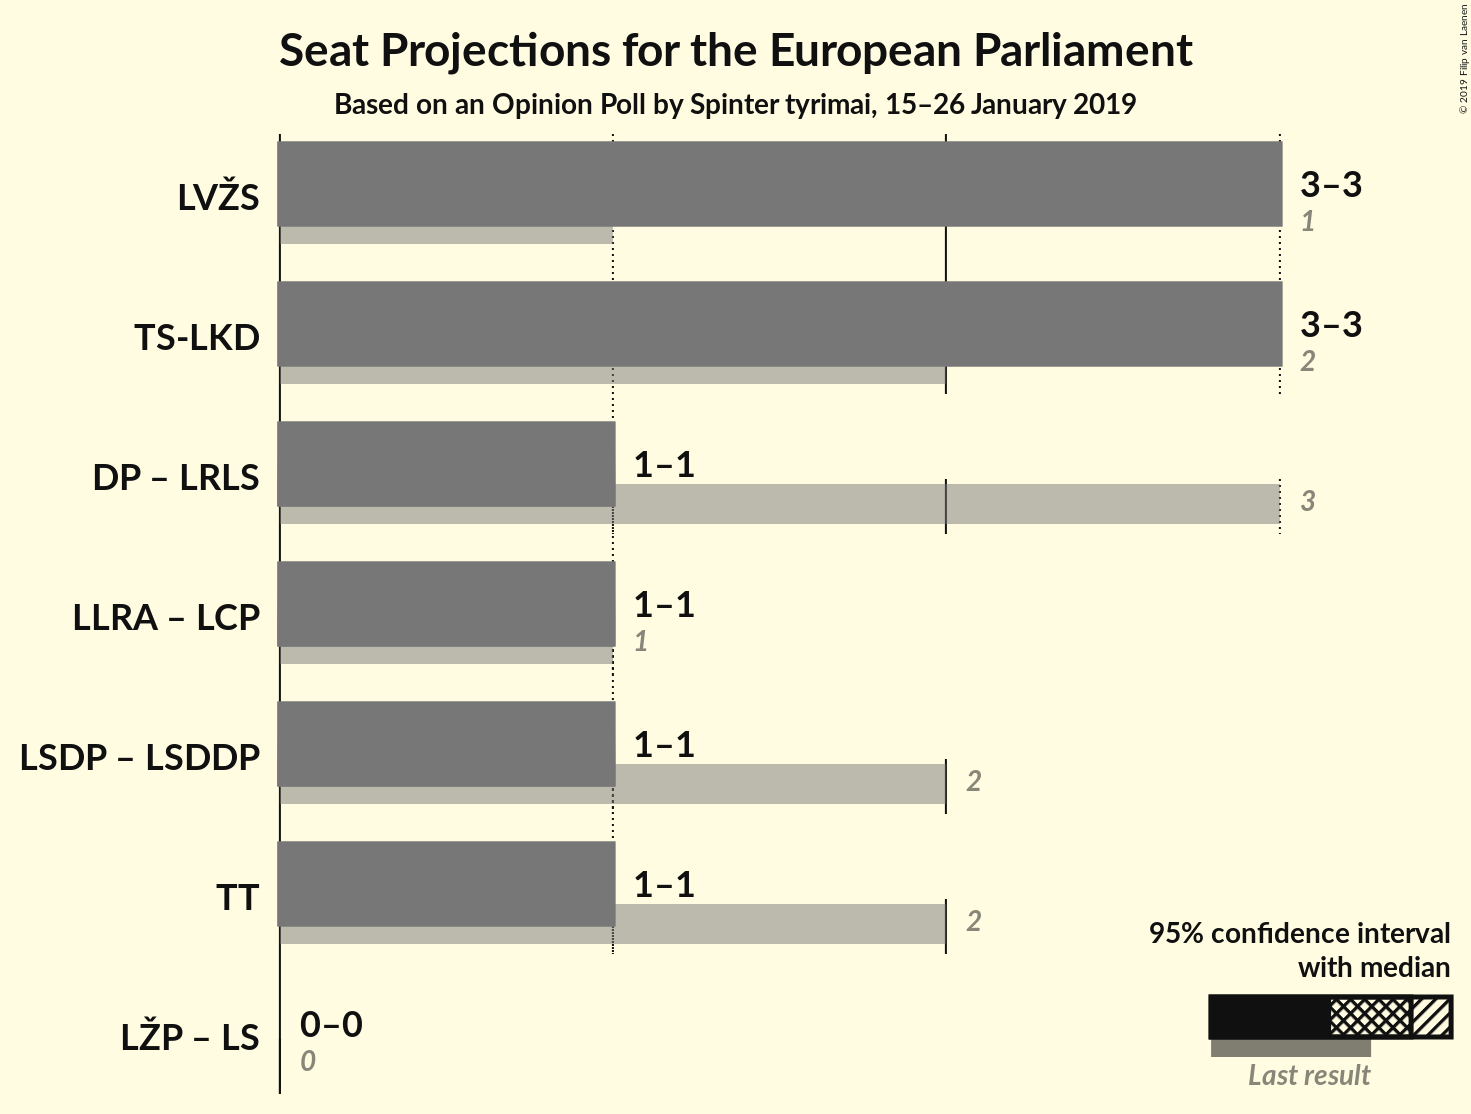 Seat Projections for the European Parliament
Based on an Opinion Poll by Spinter tyrimai, 15–26 January 2019
© 2019 Filip van Laenen
LVŽS
3–3
1
TS-LKD
3–3
2
DP – LRLS
1–1
3
LLRA – LCP
1–1
1
LSDP – LSDDP
1–1
2
TT
1–1
2
LŽP – LS
0–0
0
95% confidence interval
with median
Last result